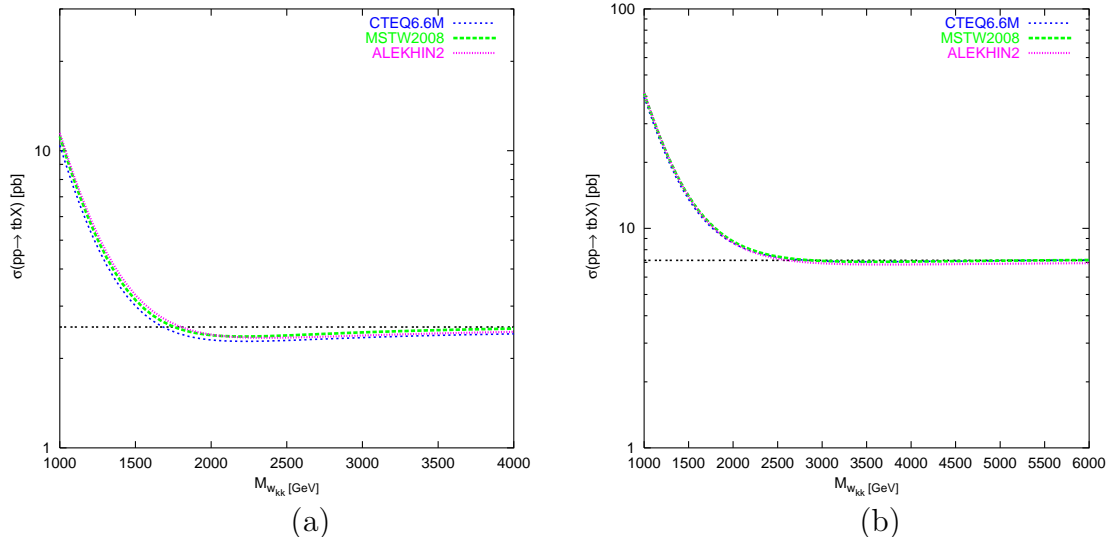 CTEQ6.6M
MSTW2008
ALEKHIN2
σ(pp→ tbX) [pb]
10
1
1000 1500 2000 2500 3000 3500 4000
M_{w_{kk}} [GeV]
(a)
CTEQ6.6M
MSTW2008
ALEKHIN2
σ(pp→ tbX) [pb]
100
10
1
1000 1500 2000 2500 3000 3500 4000 4500 5000 5500 6000
M_{w_{kk}} [GeV]
(b)